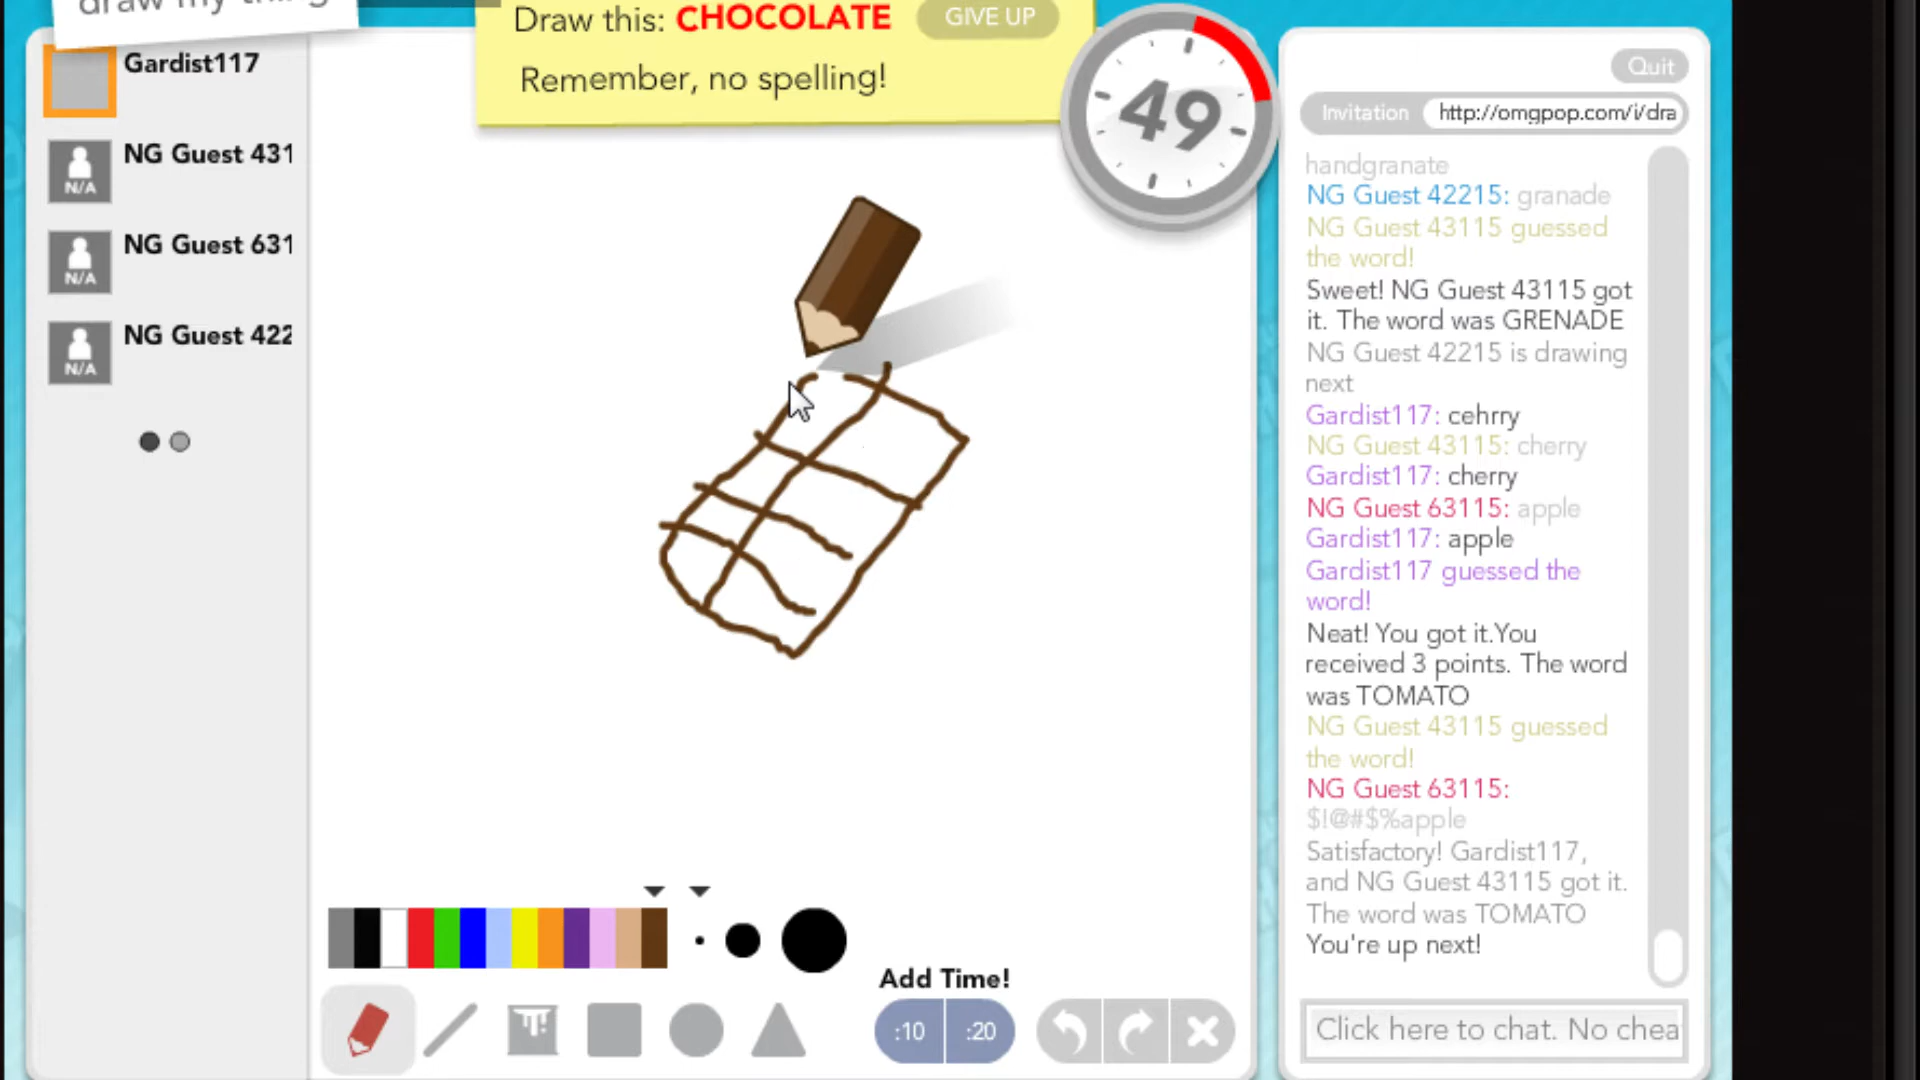 draw my thing
Draw this: CHOCOLATE
GIVE UP
Remember, no spelling!
49
Gardist117
NG Guest 431
N/A
NG Guest 631
N/A
NG Guest 422
N/A
Quit
Invitation http://omgpop.com/i/dra
handgranate
NG Guest 42215: granade
NG Guest 43115 guessed
the word!
Sweet! NG Guest 43115 got
it. The word was GRENADE
NG Guest 42215 is drawing
next
Gardist117: cehrry
NG Guest 43115: cherry
Gardist117: cherry
NG Guest 63115: apple
Gardist117: apple
Gardist117 guessed the
word!
Neat! You got it.You
received 3 points. The word
was TOMATO
NG Guest 43115 guessed
the word!
NG Guest 63115:
$!@#$%apple
Satisfactory! Gardist117,
and NG Guest 43115 got it.
The word was TOMATO
You're up next!
Click here to chat. No chea
Add Time!
:10 :20